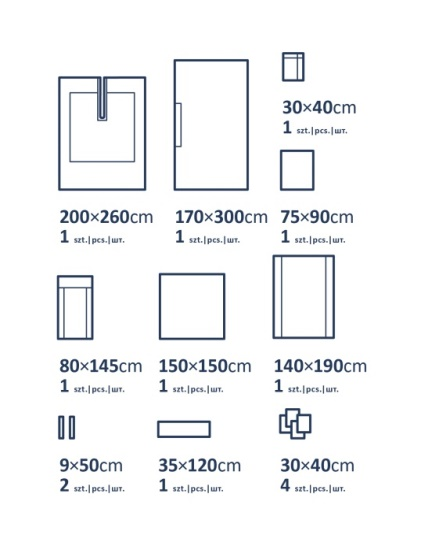 30×40cm
1 szt.|pcs.|шт.
200×260cm
1 szt.|pcs.|шт.
170×300cm
1 szt.|pcs.|шт.
75×90cm
1 szt.|pcs.|шт.
80×145cm
1 szt.|pcs.|шт.
150×150cm
1 szt.|pcs.|шт.
140×190cm
1 szt.|pcs.|шт.
9×50cm
2 szt.|pcs.|шт.
35×120cm
1 szt.|pcs.|шт.
30×40cm
4 szt.|pcs.|шт.